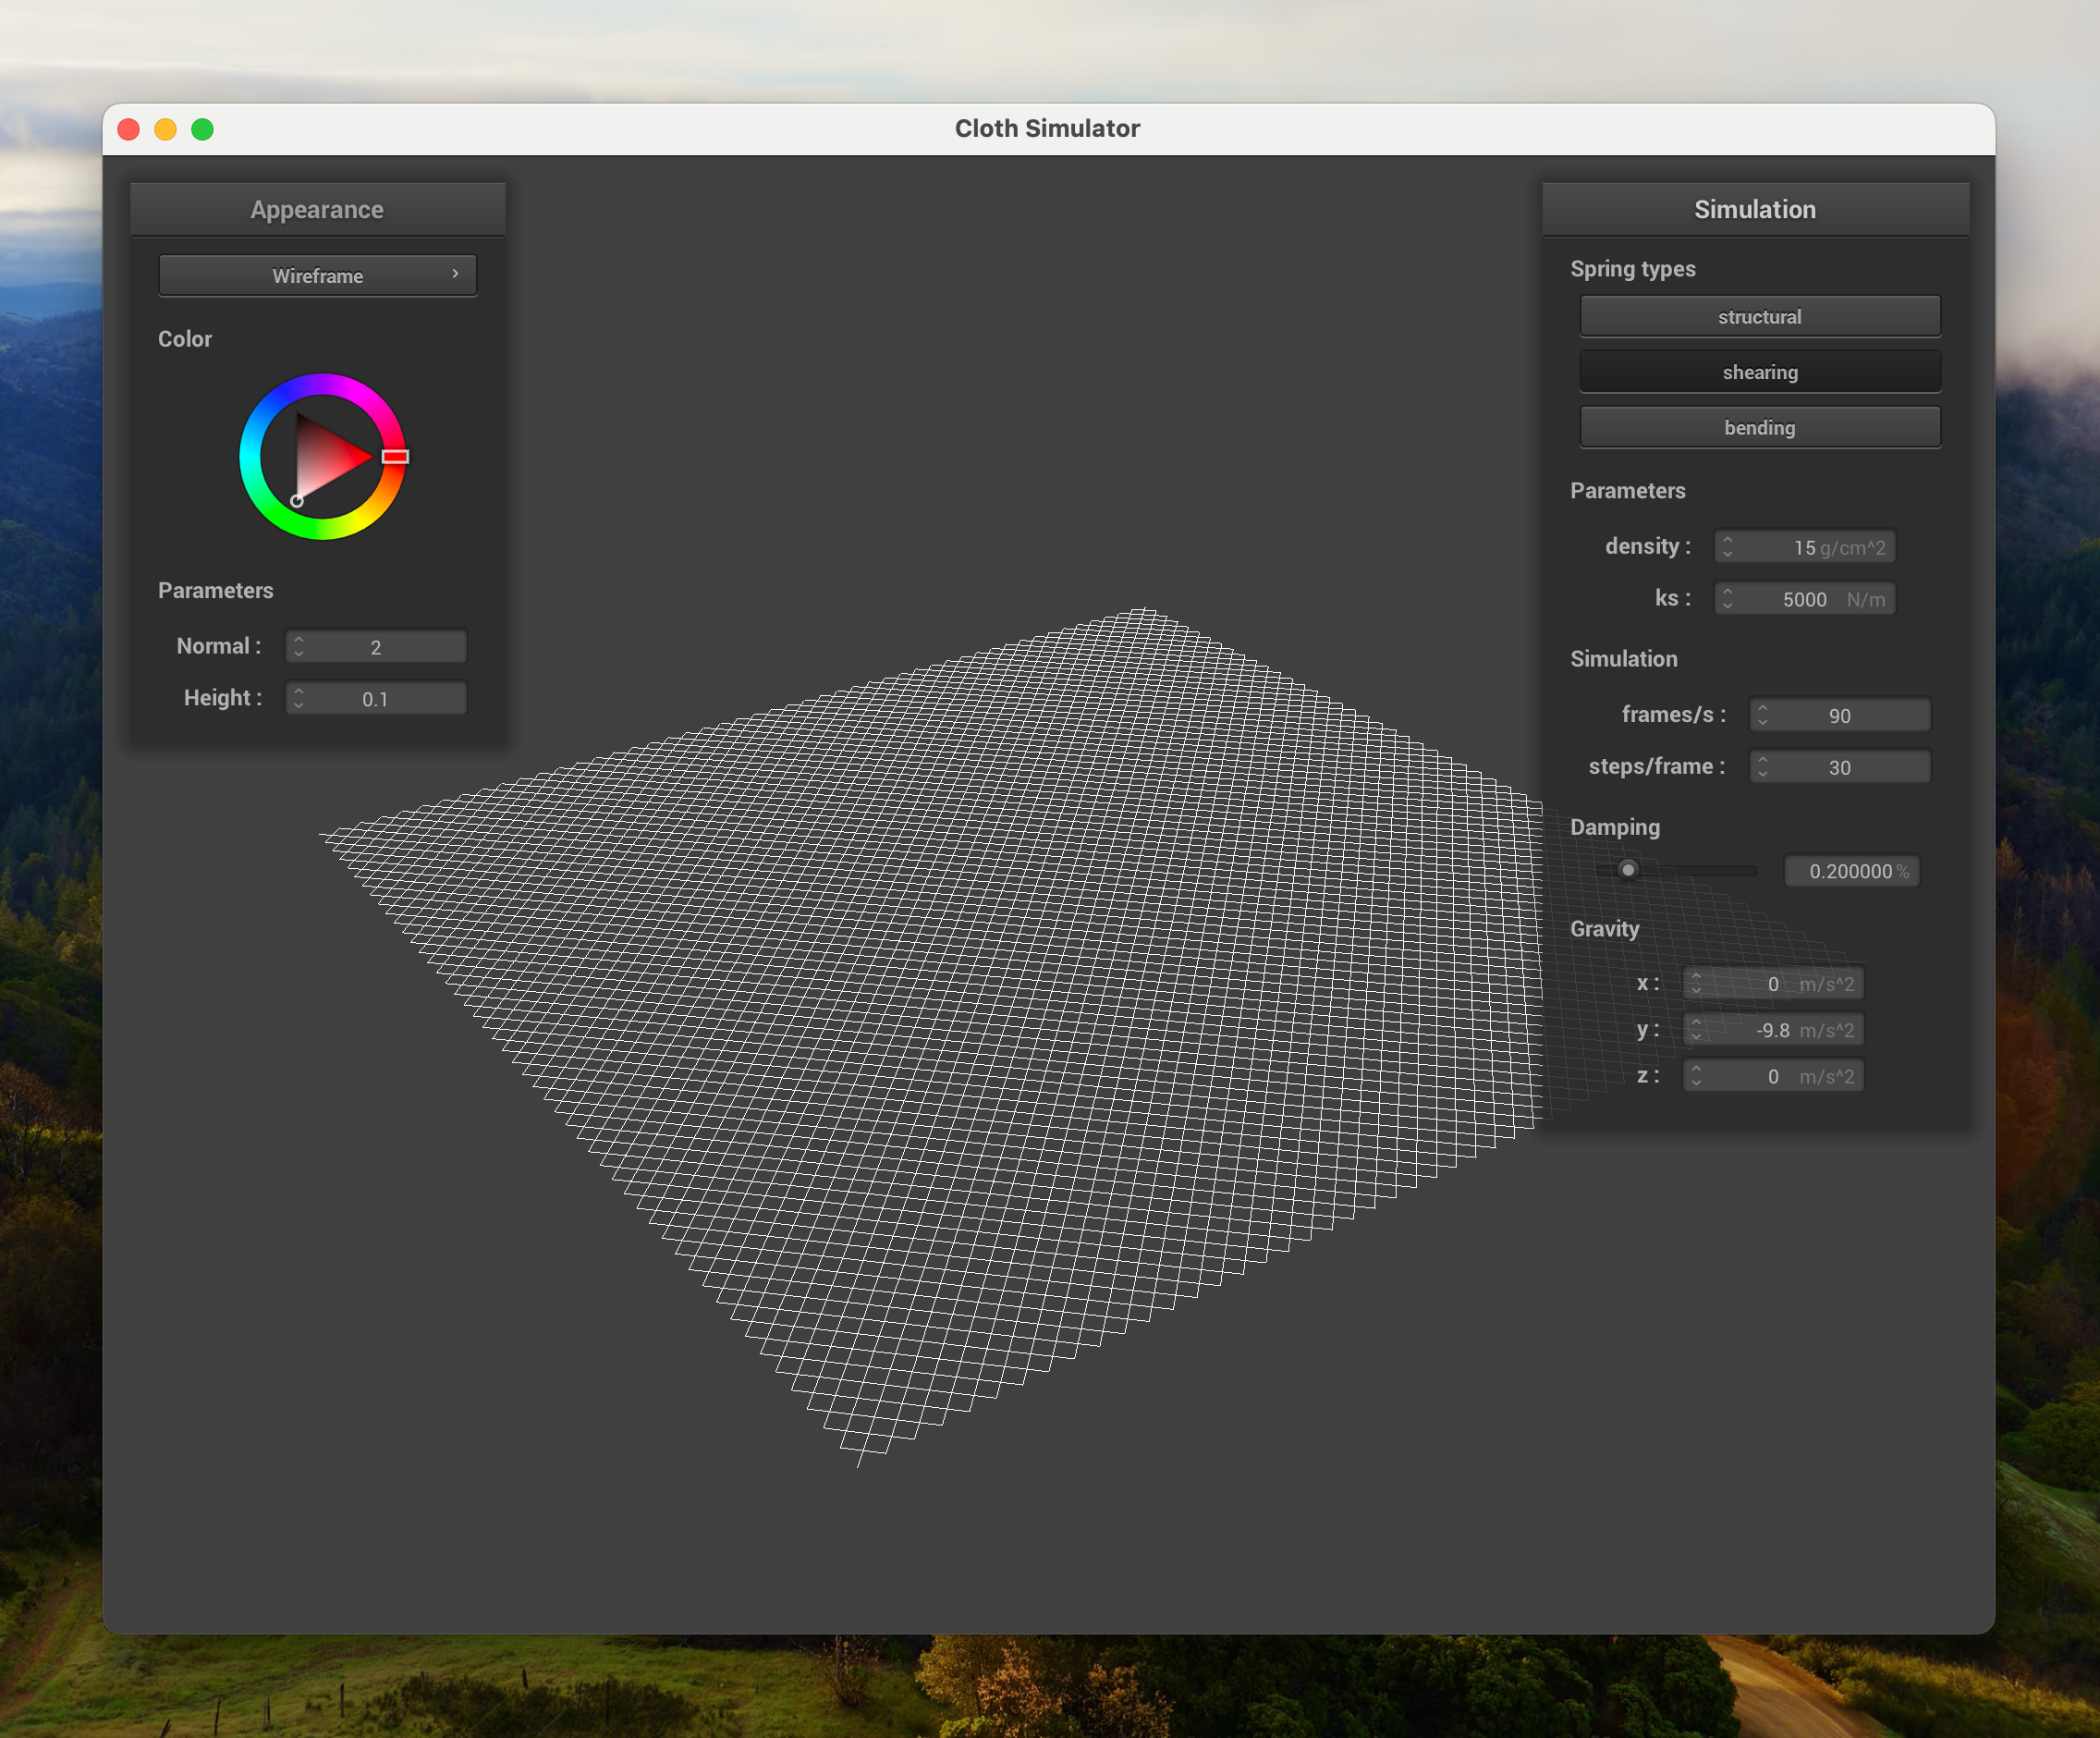 Cloth Simulator
Appearance
Wireframe
Color
Parameters
Normal : 2
Height : 0.1
Simulation
Spring types
structural
shearing
bending
Parameters
density : 15 g/cm^2
ks : 5000 N/m
Simulation
frames/s : 90
steps/frame : 30
Damping
0.200000 %
Gravity
x : 0 m/s^2
y : -9.8 m/s^2
z : 0 m/s^2